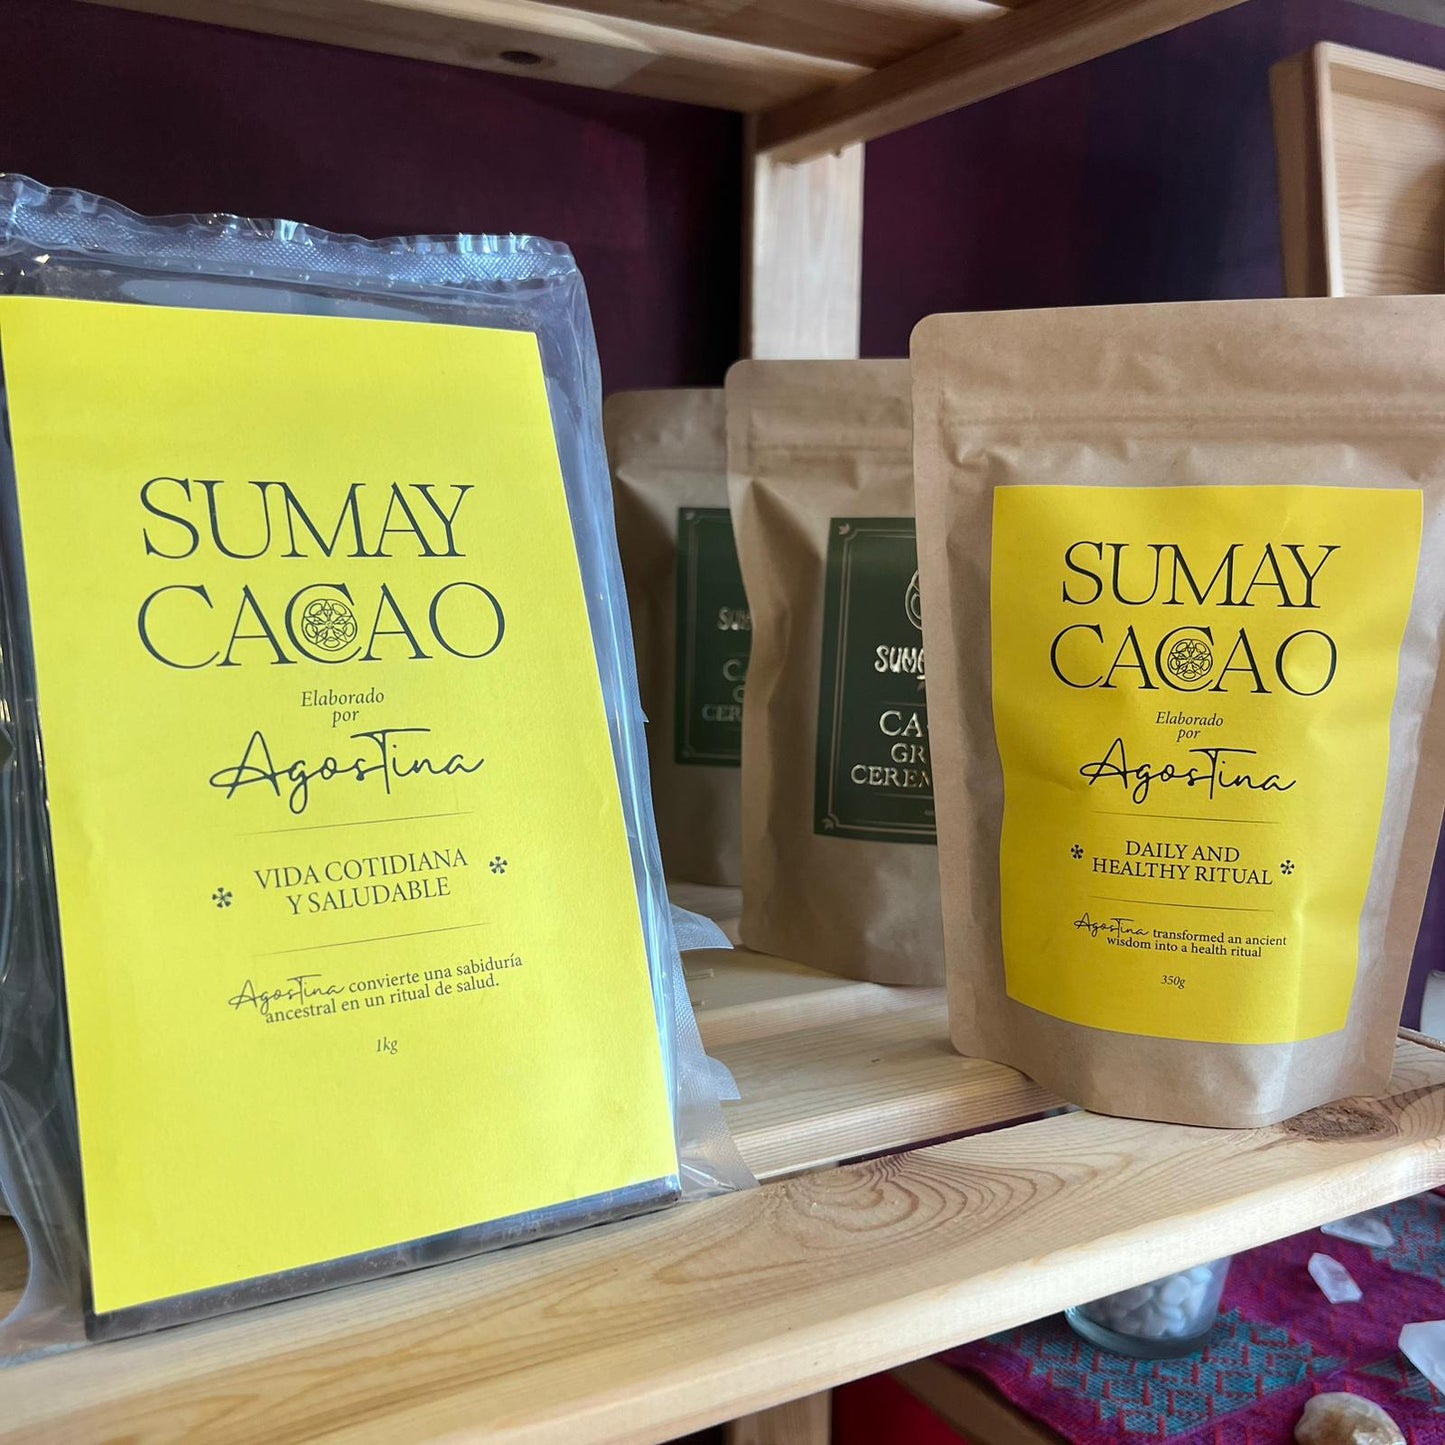 SUMAY
CACAO
Elaborado
por
Agostina
VIDA COTIDIANA
Y SALUDABLE
Agostina convierte una sabiduría
ancestral en un ritual de salud.
1kg
SUMAY
CACAO
Elaborado
por
Agostina
DAILY AND
HEALTHY RITUAL
Agostina transformed an ancient
wisdom into a health ritual
350g